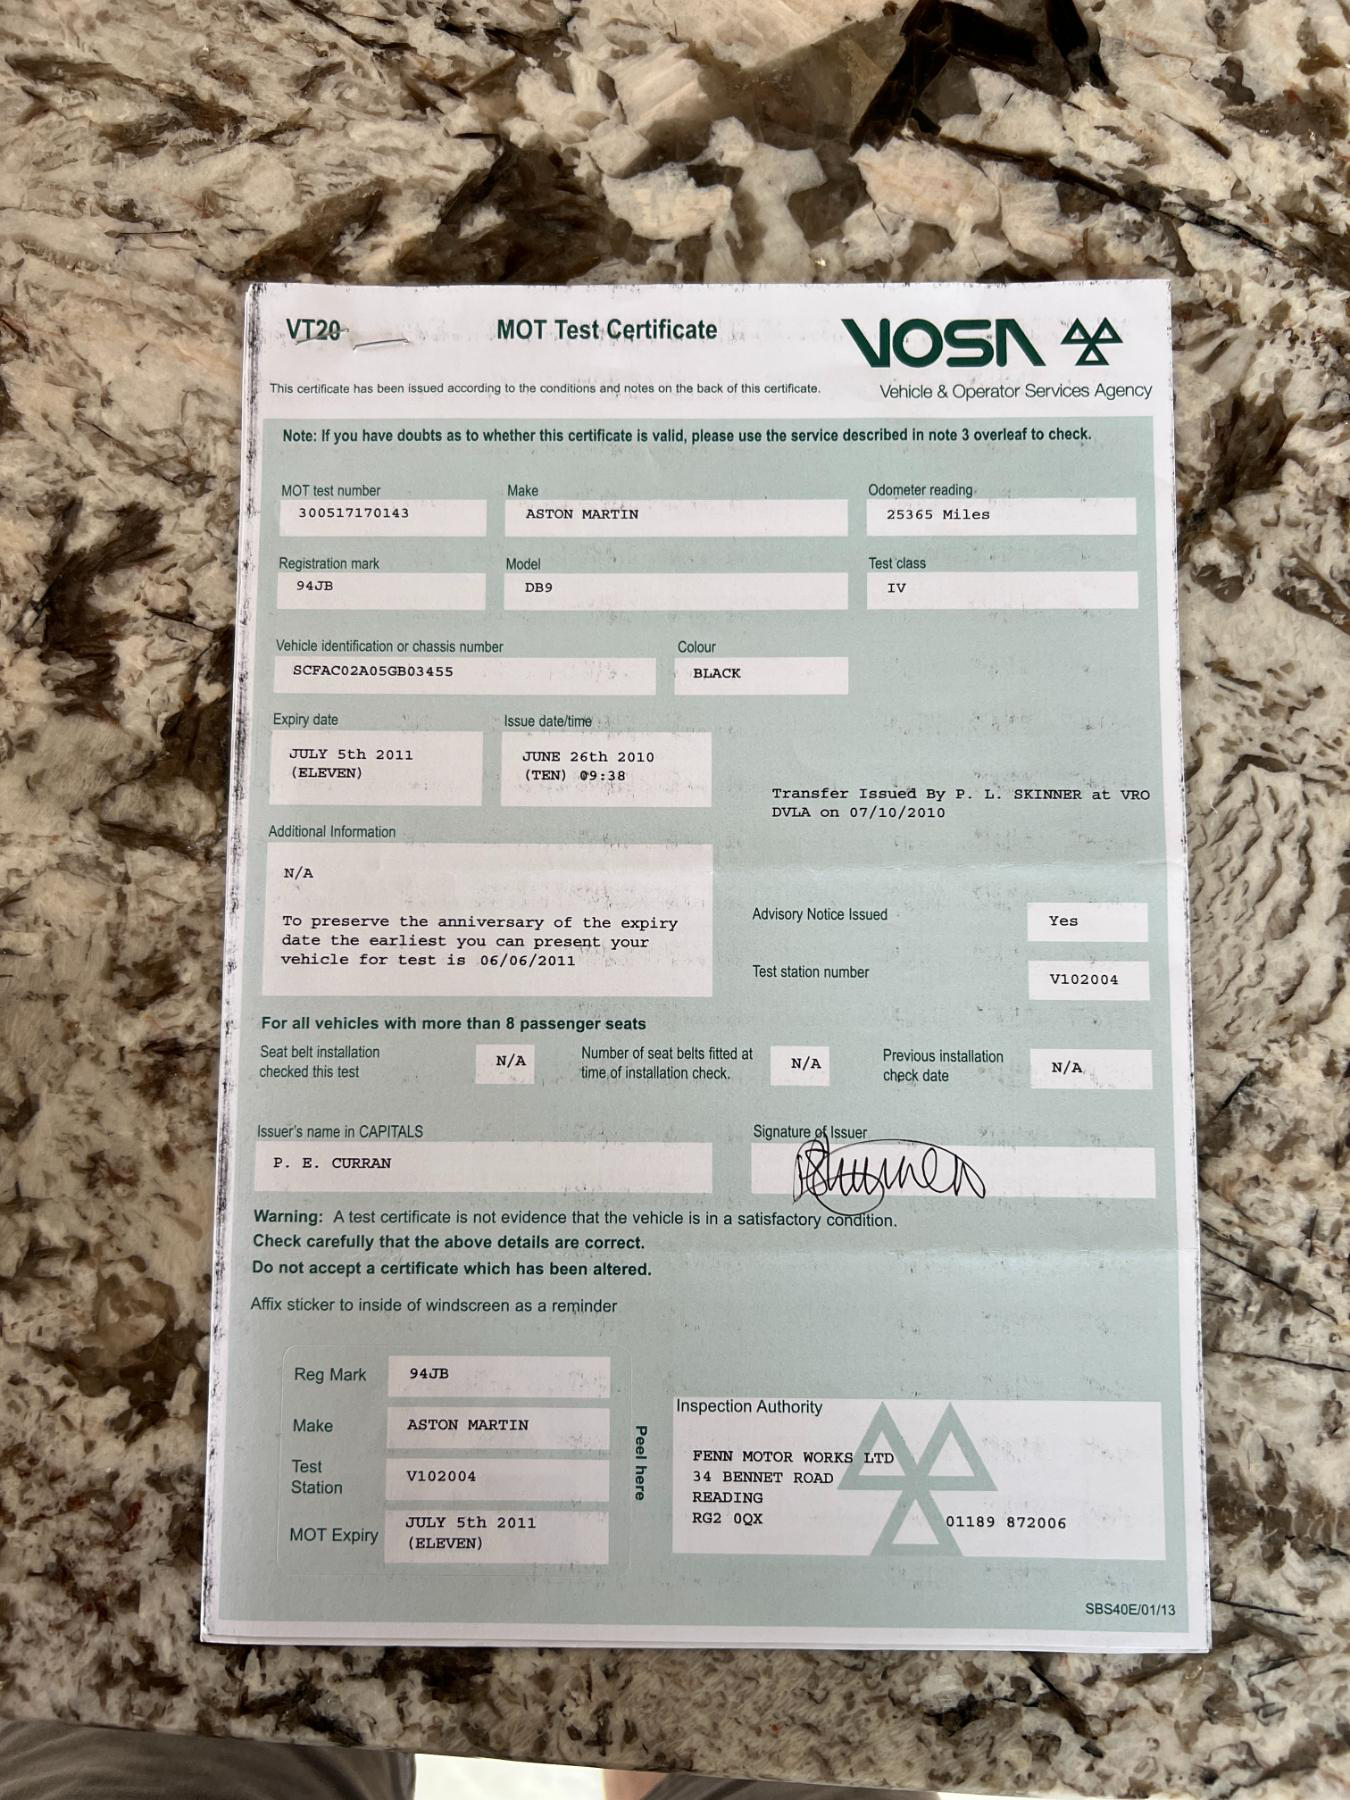 VT20
MOT Test Certificate
VOSA
This certificate has been issued according to the conditions and notes on the back of this certificate.
Vehicle & Operator Services Agency
Note: If you have doubts as to whether this certificate is valid, please use the service described in note 3 overleaf to check.
MOT test number
300517170143
Make
ASTON MARTIN
Odometer reading
25365 Miles
Registration mark
94JB
Model
DB9
Test class
IV
Vehicle identification or chassis number
SCFAC02A05GB03455
Colour
BLACK
Expiry date
JULY 5th 2011
(ELEVEN)
Issue date/time
JUNE 26th 2010
(TEN) 09:38
Transfer Issued By P. L. SKINNER at VRO
DVLA on 07/10/2010
Additional Information
N/A
To preserve the anniversary of the expiry
date the earliest you can present your
vehicle for test is 06/06/2011
Advisory Notice Issued
Yes
Test station number
V102004
For all vehicles with more than 8 passenger seats
Seat belt installation
checked this test
N/A
Number of seat belts fitted at
time of installation check.
N/A
Previous installation
check date
N/A
Issuer's name in CAPITALS
P. E. CURRAN
Signature of Issuer
Warning: A test certificate is not evidence that the vehicle is in a satisfactory condition.
Check carefully that the above details are correct.
Do not accept a certificate which has been altered.
Affix sticker to inside of windscreen as a reminder
Reg Mark
94JB
Make
ASTON MARTIN
Test
Station
V102004
MOT Expiry
JULY 5th 2011
(ELEVEN)
Peel here
Inspection Authority
FENN MOTOR WORKS LTD
34 BENNET ROAD
READING
RG2 0QX
01189 872006
SBS40E/01/13